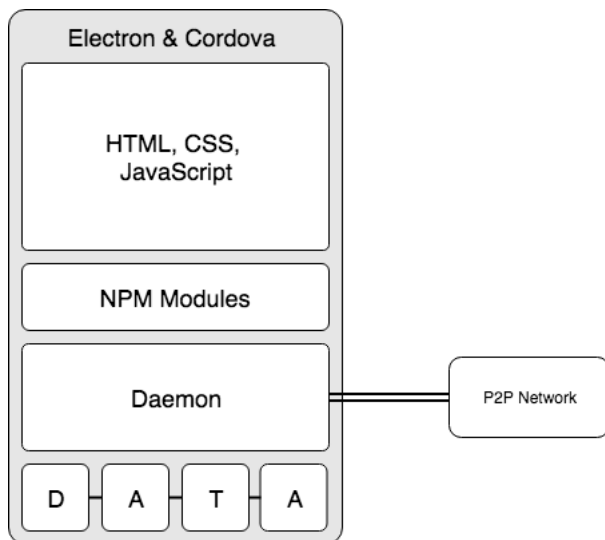 Electron & Cordova
HTML, CSS,
JavaScript
NPM Modules
Daemon
P2P Network
D A T A